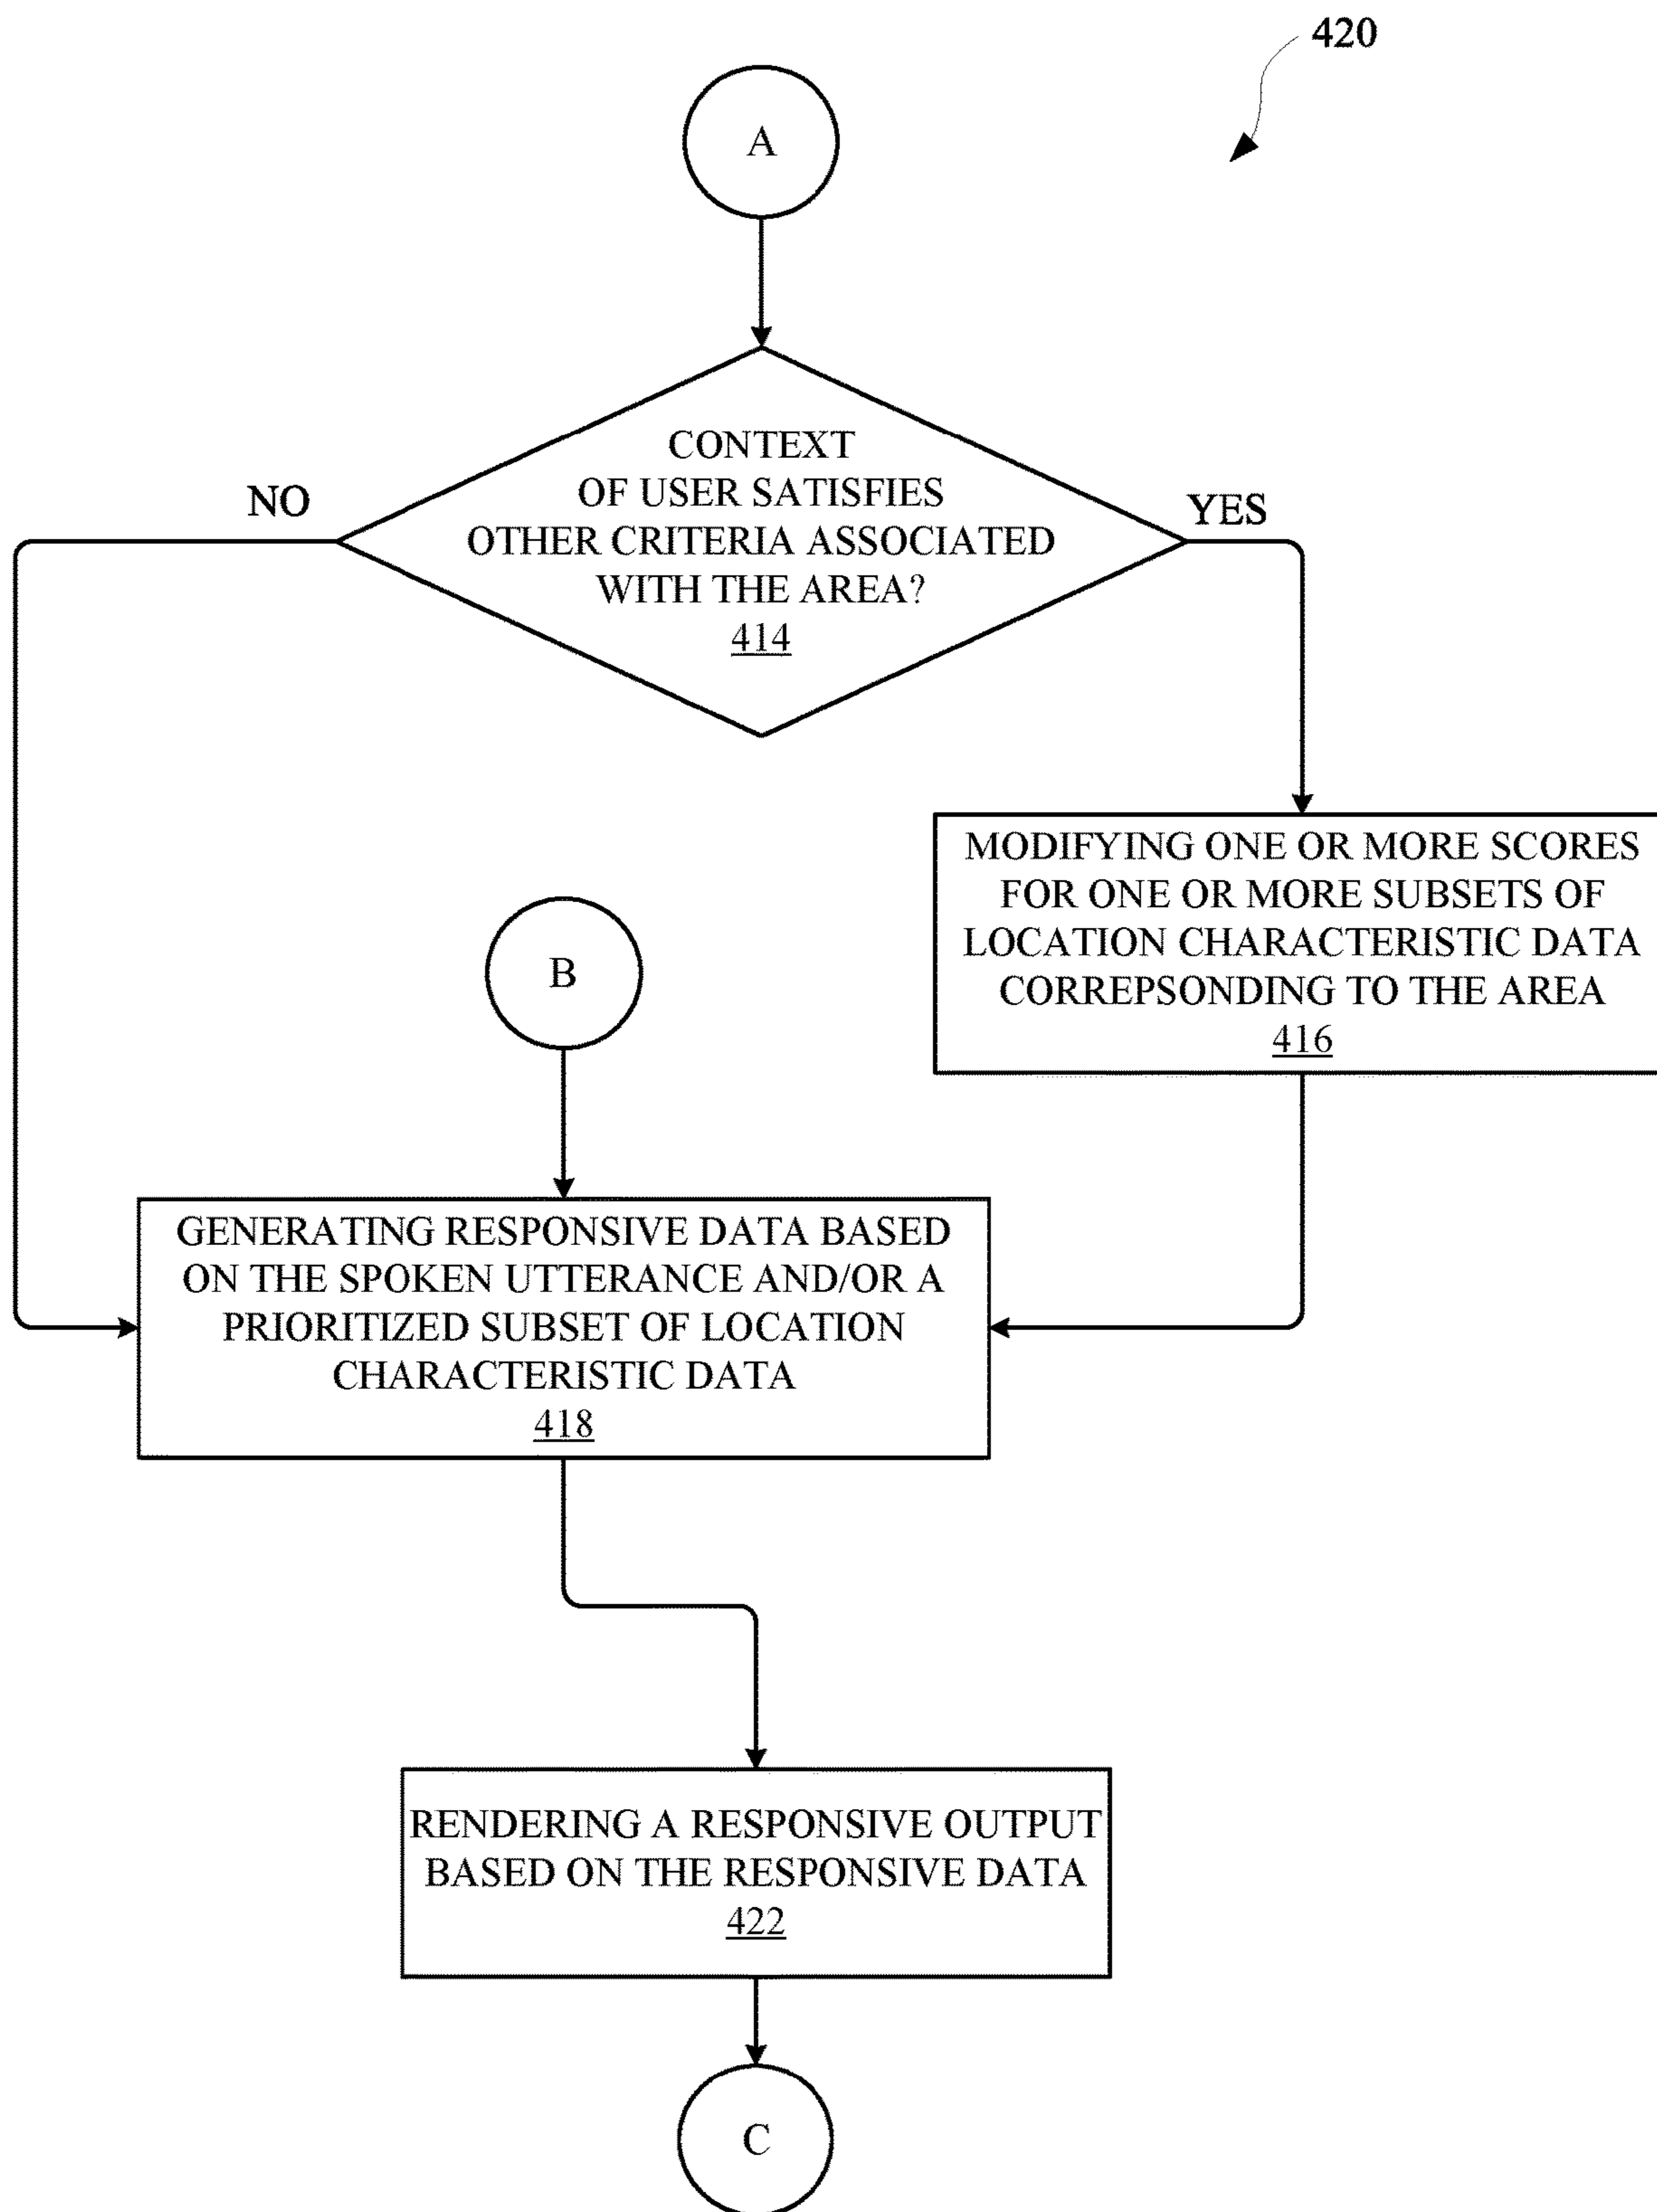 420
A
CONTEXT
OF USER SATISFIES
OTHER CRITERIA ASSOCIATED
WITH THE AREA?
414
NO
YES
MODIFYING ONE OR MORE SCORES
FOR ONE OR MORE SUBSETS OF
LOCATION CHARACTERISTIC DATA
CORREPSONDING TO THE AREA
416
B
GENERATING RESPONSIVE DATA BASED
ON THE SPOKEN UTTERANCE AND/OR A
PRIORITIZED SUBSET OF LOCATION
CHARACTERISTIC DATA
418
RENDERING A RESPONSIVE OUTPUT
BASED ON THE RESPONSIVE DATA
422
C